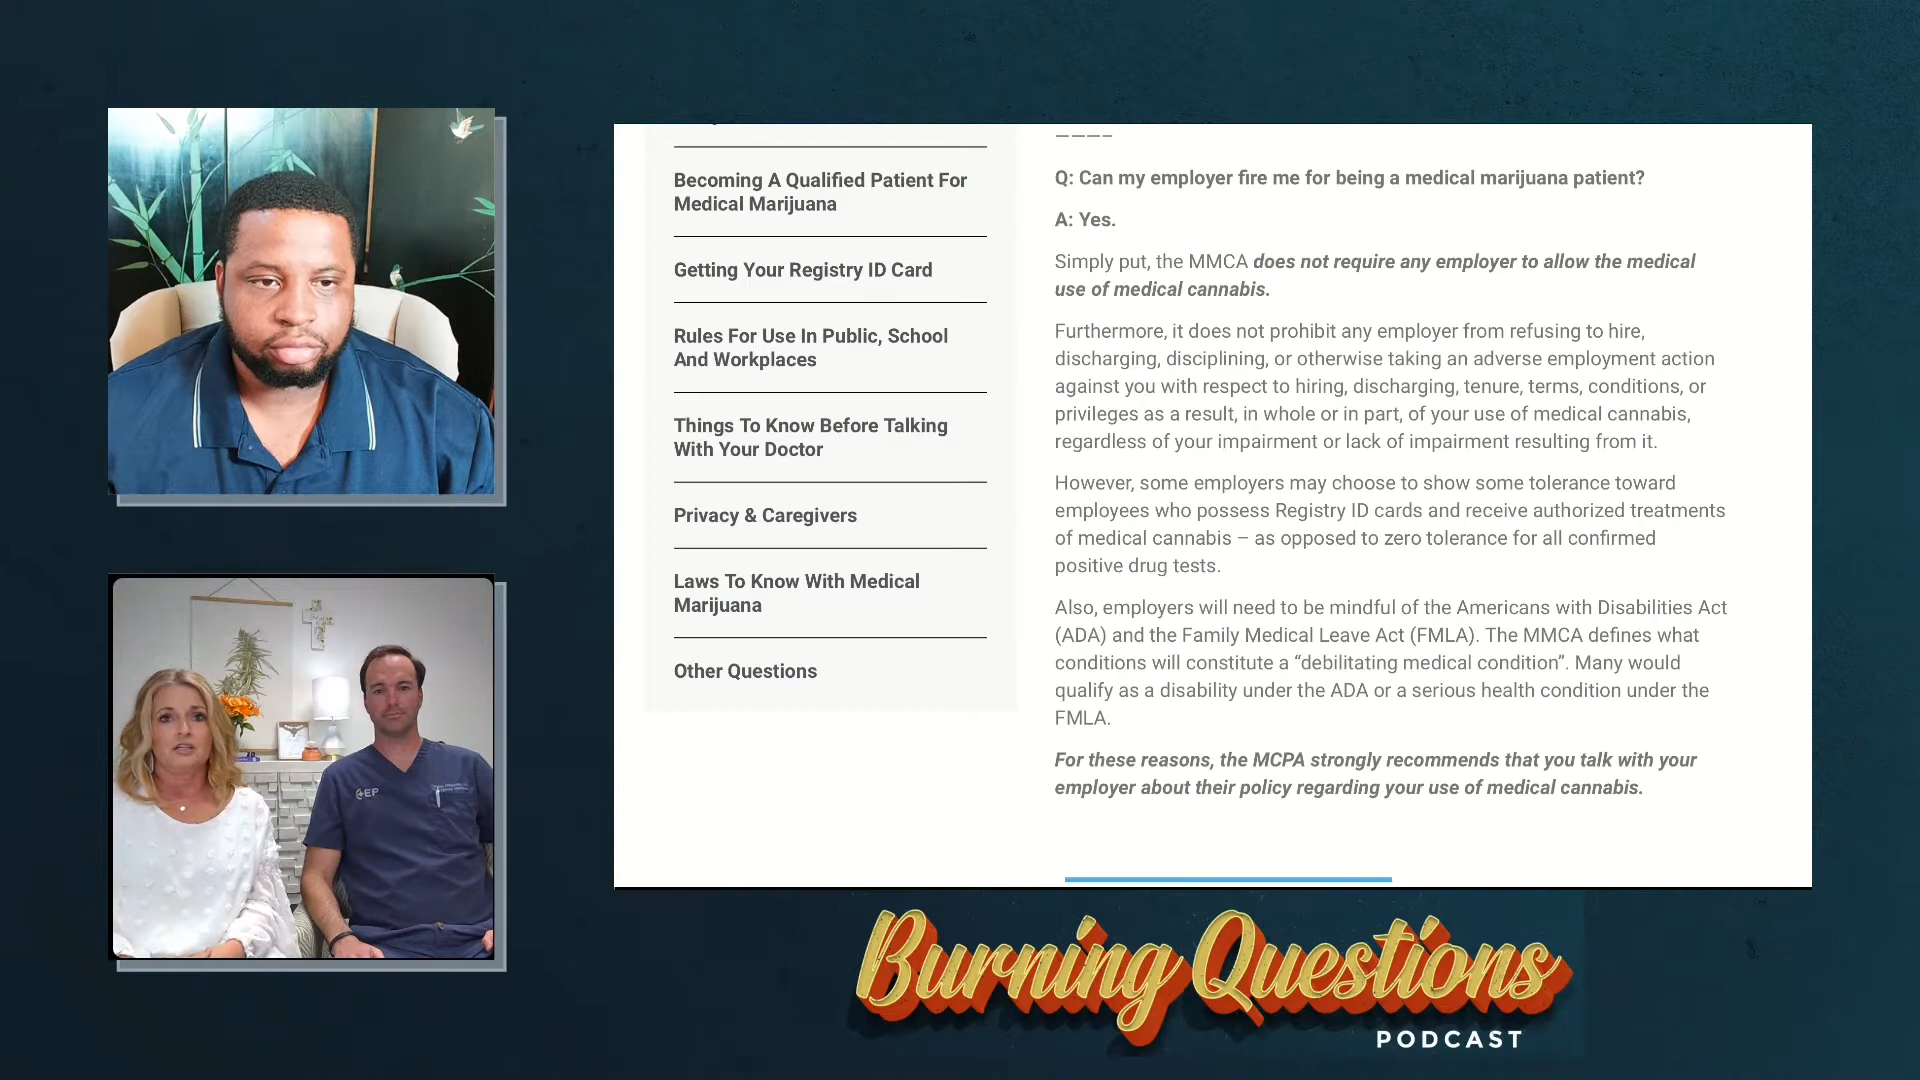 Becoming A Qualified Patient For
Medical Marijuana
Getting Your Registry ID Card
Rules For Use In Public, School
And Workplaces
Things To Know Before Talking
With Your Doctor
Privacy & Caregivers
Laws To Know With Medical
Marijuana
Other Questions
————
Q: Can my employer fire me for being a medical marijuana patient?
A: Yes.
Simply put, the MMCA does not require any employer to allow the medical
use of medical cannabis.
Furthermore, it does not prohibit any employer from refusing to hire,
discharging, disciplining, or otherwise taking an adverse employment action
against you with respect to hiring, discharging, tenure, terms, conditions, or
privileges as a result, in whole or in part, of your use of medical cannabis,
regardless of your impairment or lack of impairment resulting from it.
However, some employers may choose to show some tolerance toward
employees who possess Registry ID cards and receive authorized treatments
of medical cannabis – as opposed to zero tolerance for all confirmed
positive drug tests.
Also, employers will need to be mindful of the Americans with Disabilities Act
(ADA) and the Family Medical Leave Act (FMLA). The MMCA defines what
conditions will constitute a “debilitating medical condition”. Many would
qualify as a disability under the ADA or a serious health condition under the
FMLA.
For these reasons, the MCPA strongly recommends that you talk with your
employer about their policy regarding your use of medical cannabis.
EP
Burning Questions
PODCAST